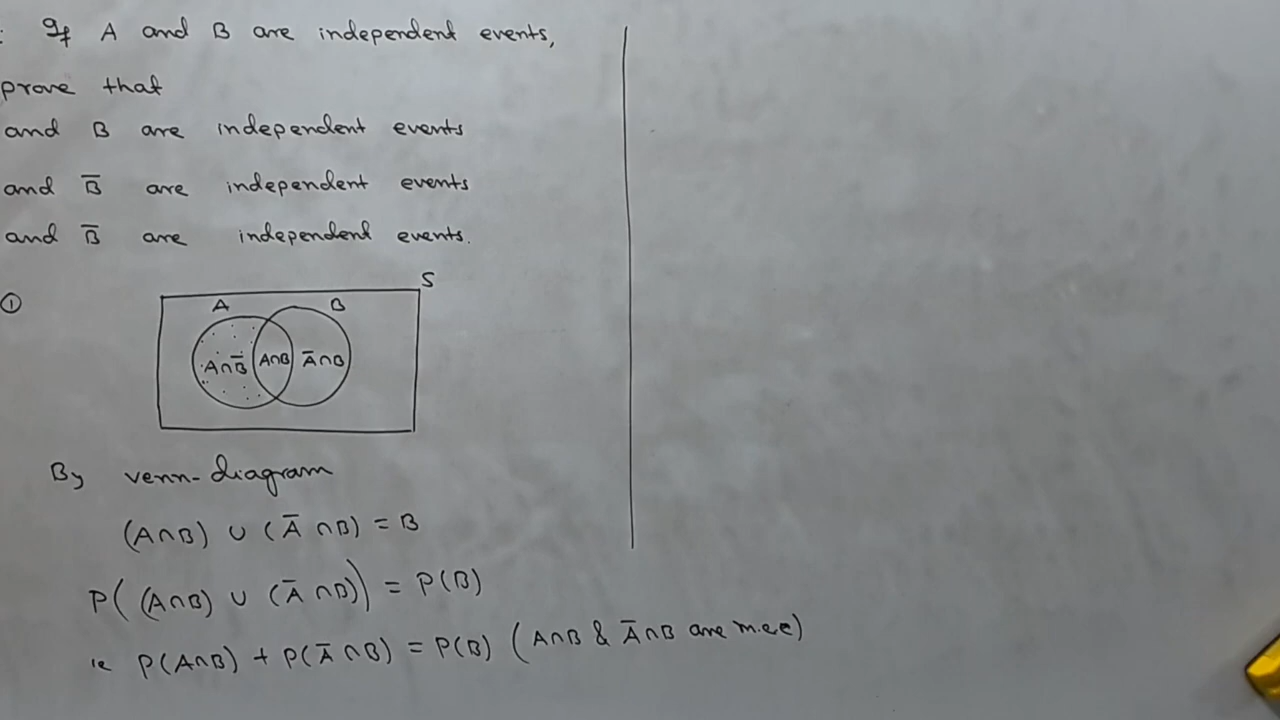 : If A and B are independent events,
prove that
and B are independent events
and B̅ are independent events
and B̅ are independent events.
①
S
A B
A∩B̅ A∩B A̅∩B
By venn-diagram
(A∩B) ∪ (A̅ ∩B) = B
P((A∩B) ∪ (A̅ ∩B)) = P(B)
ie P(A∩B) + P(A̅ ∩B) = P(B) (A∩B & A̅∩B are m.e.e)